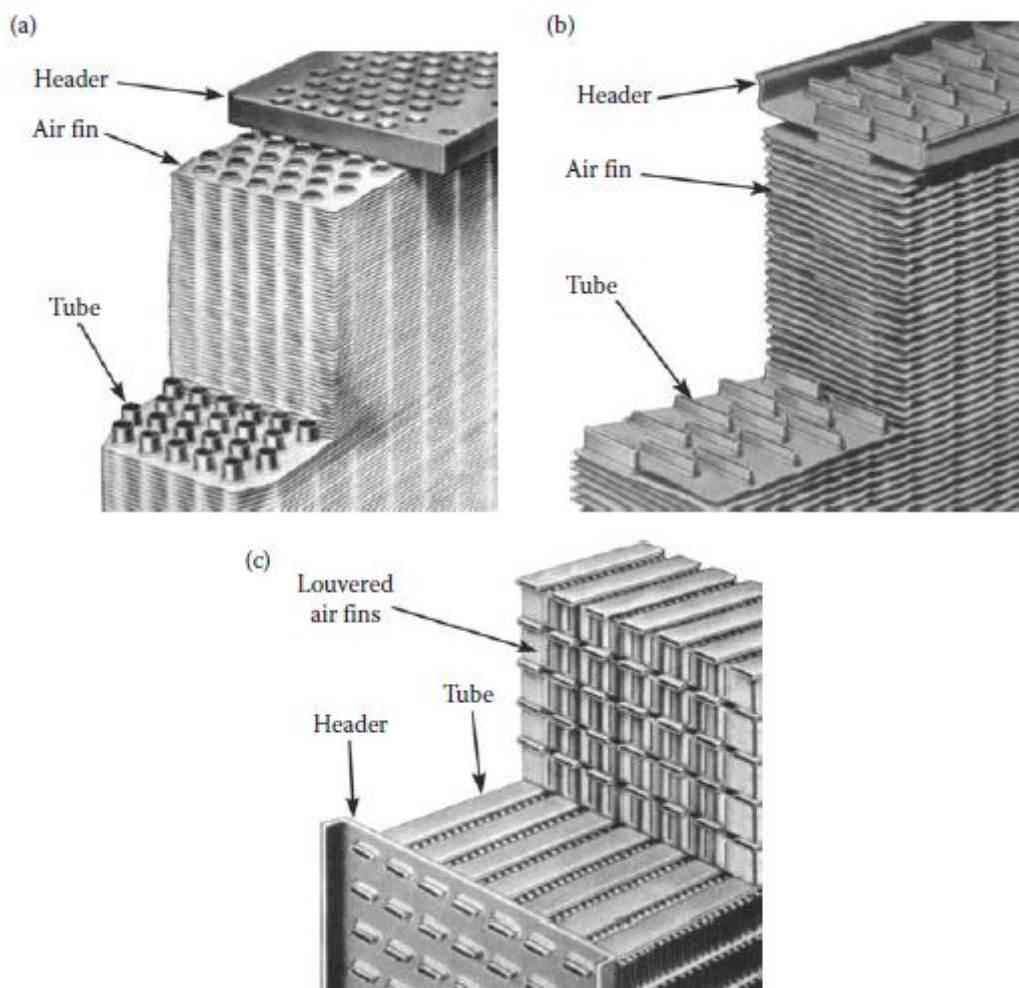 (a)
Header
Air fin
Tube
(b)
Header
Air fin
Tube
(c)
Louvered
air fins
Tube
Header